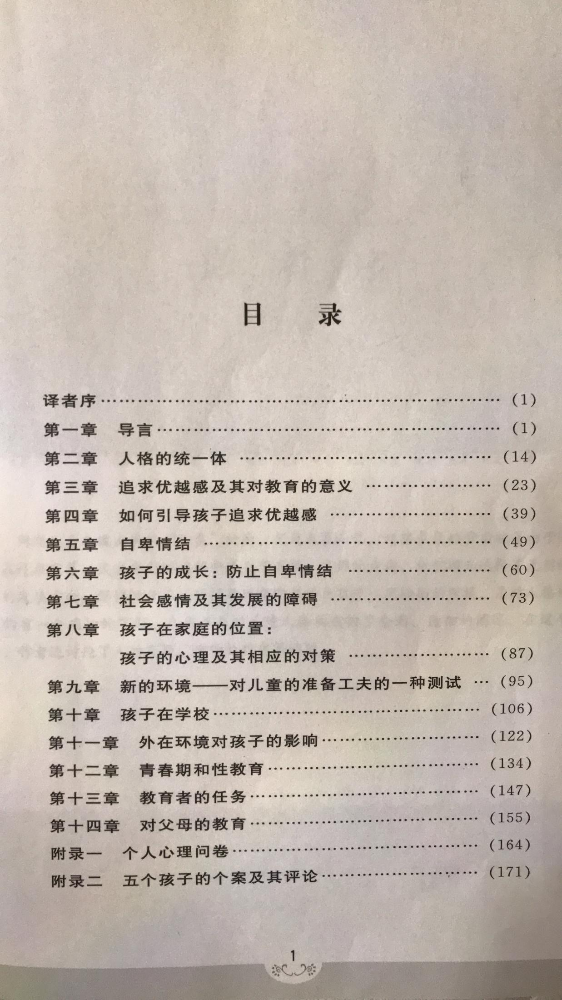 目 录
译者序………………………………………………………… (1)
第一章 导言………………………………………………… (1)
第二章 人格的统一体 …………………………………… (14)
第三章 追求优越感及其对教育的意义 ………………… (23)
第四章 如何引导孩子追求优越感 ……………………… (39)
第五章 自卑情结 ………………………………………… (49)
第六章 孩子的成长：防止自卑情结 …………………… (60)
第七章 社会感情及其发展的障碍 ……………………… (73)
第八章 孩子在家庭的位置：
孩子的心理及其相应的对策 …………………… (87)
第九章 新的环境——对儿童的准备工夫的一种测试 … (95)
第十章 孩子在学校……………………………………… (106)
第十一章 外在环境对孩子的影响……………………… (122)
第十二章 青春期和性教育……………………………… (134)
第十三章 教育者的任务………………………………… (147)
第十四章 对父母的教育………………………………… (155)
附录一 个人心理问卷…………………………………… (164)
附录二 五个孩子的个案及其评论……………………… (171)
1